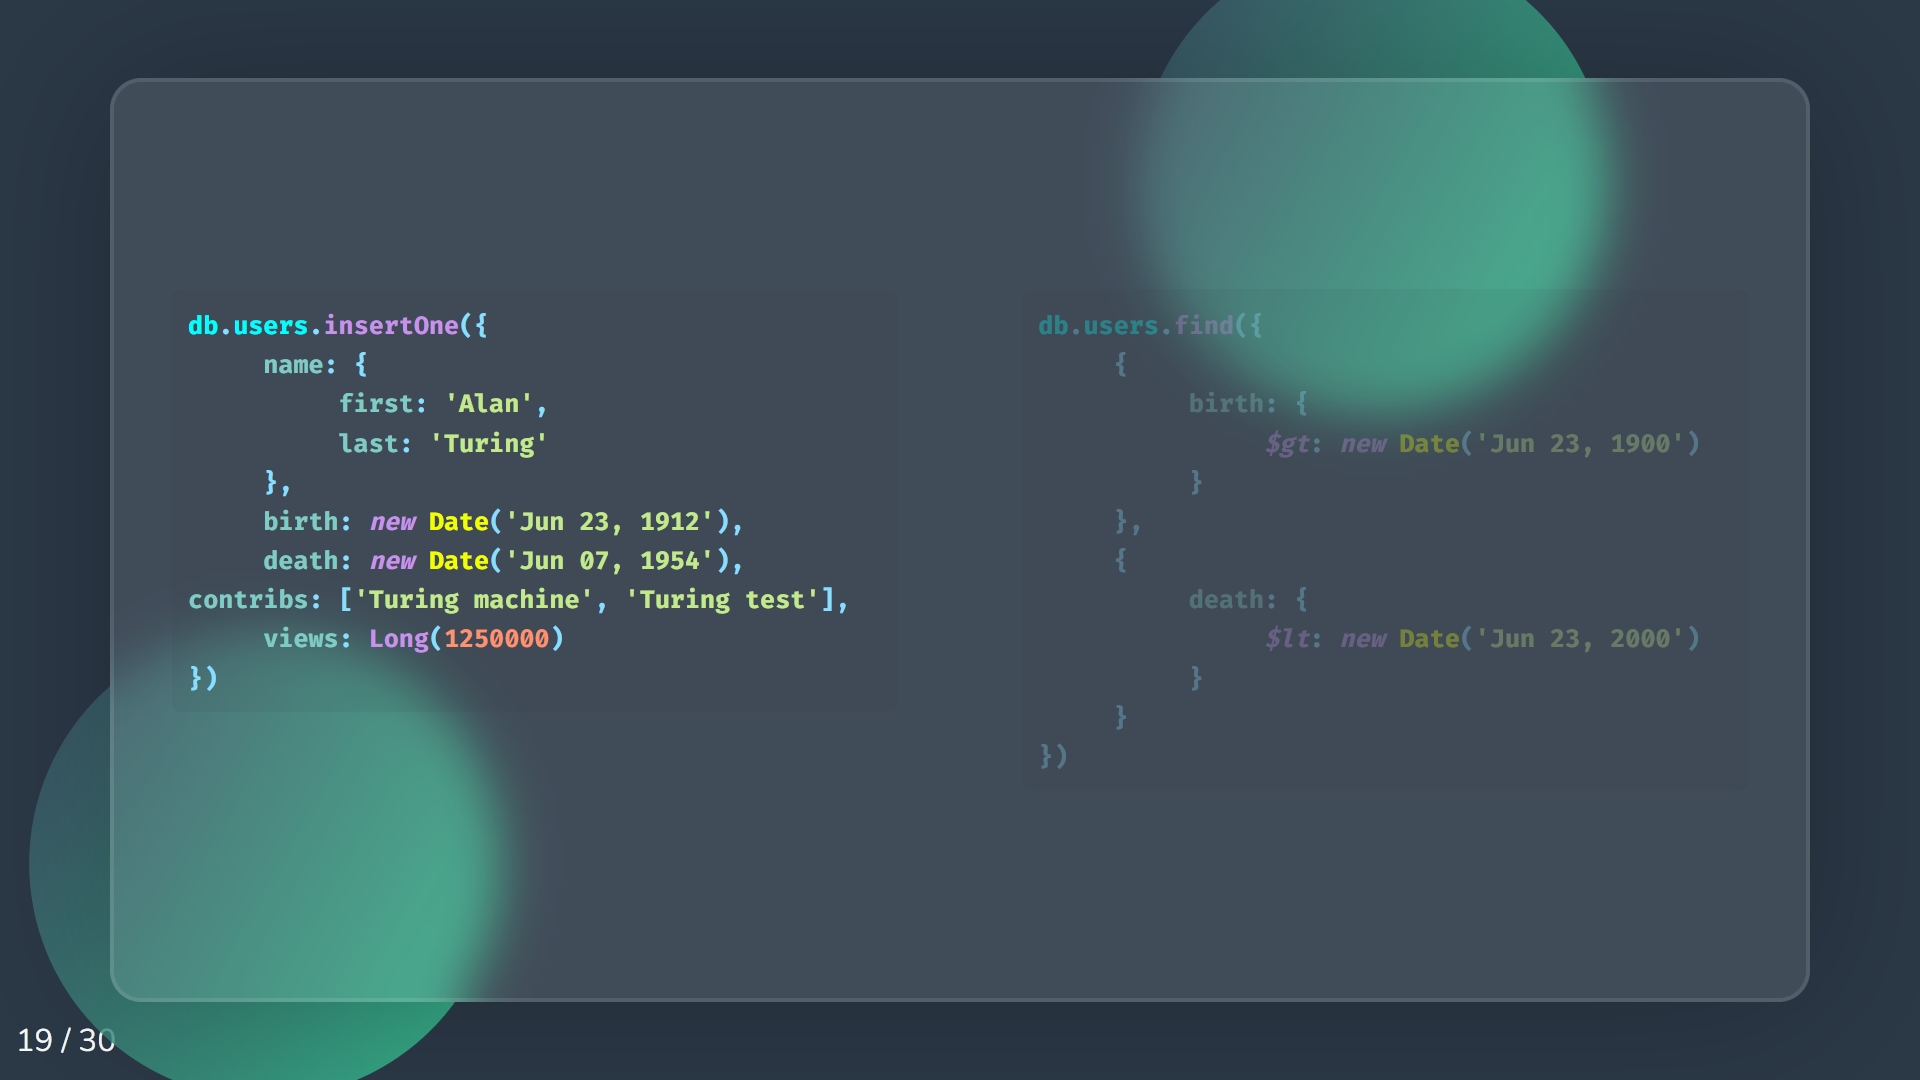 db.users.insertOne({
name: {
first: 'Alan',
last: 'Turing'
},
birth: new Date('Jun 23, 1912'),
death: new Date('Jun 07, 1954'),
contribs: ['Turing machine', 'Turing test'],
views: Long(1250000)
})
db.users.find({
{
birth: {
$gt: new Date('Jun 23, 1900')
}
},
{
death: {
$lt: new Date('Jun 23, 2000')
}
}
})
19 / 30